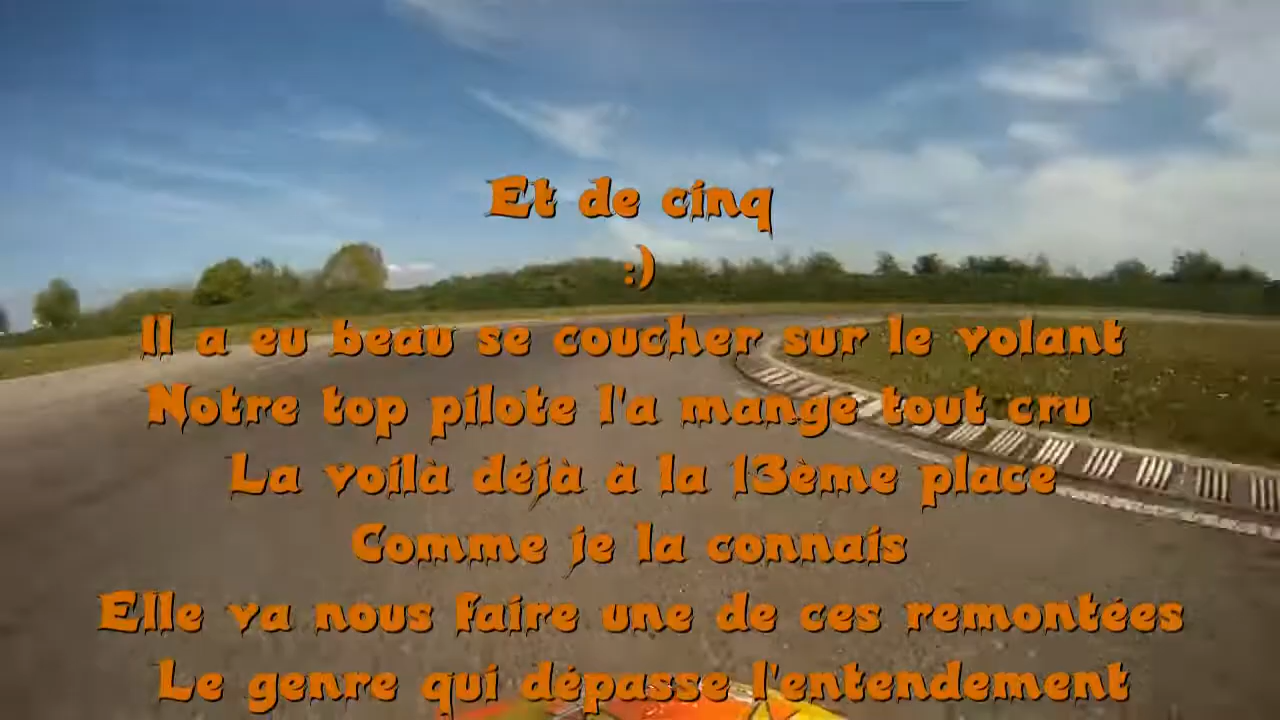 Et de cinq
:)
Il a eu beau se coucher sur le volant
Notre top pilote l'a mange tout cru
La voilà déjà à la 13ème place
Comme je la connais
Elle va nous faire une de ces remontées
Le genre qui dépasse l'entendement